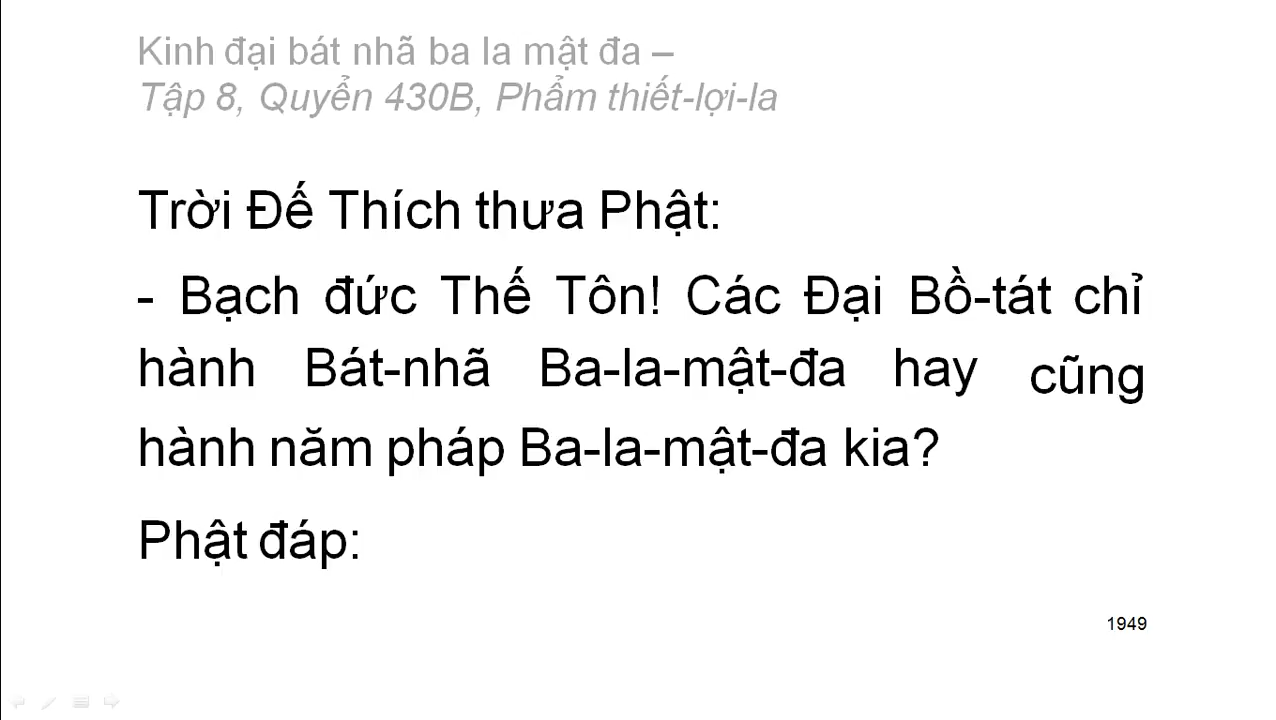 Kinh đại bát nhã ba la mật đa –
Tập 8, Quyển 430B, Phẩm thiết-lợi-la
Trời Đế Thích thưa Phật:
- Bạch đức Thế Tôn! Các Đại Bồ-tát chỉ
hành Bát-nhã Ba-la-mật-đa hay cũng
hành năm pháp Ba-la-mật-đa kia?
Phật đáp:
1949